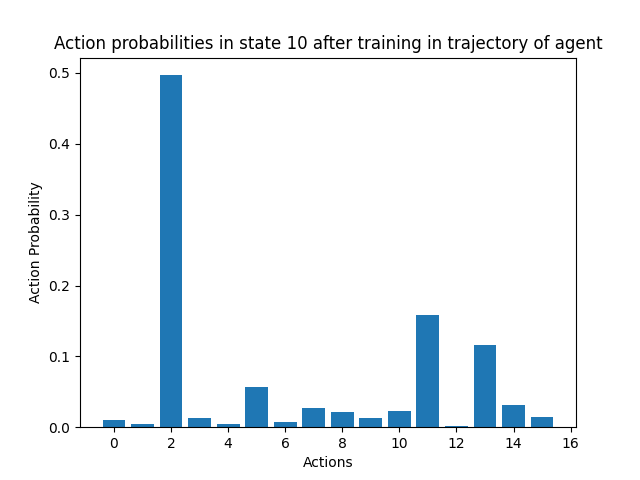 Action probabilities in state 10 after training in trajectory of agent
0.5
0.4
0.3
0.2
0.1
0.0
Action Probability
0 2 4 6 8 10 12 14 16
Actions